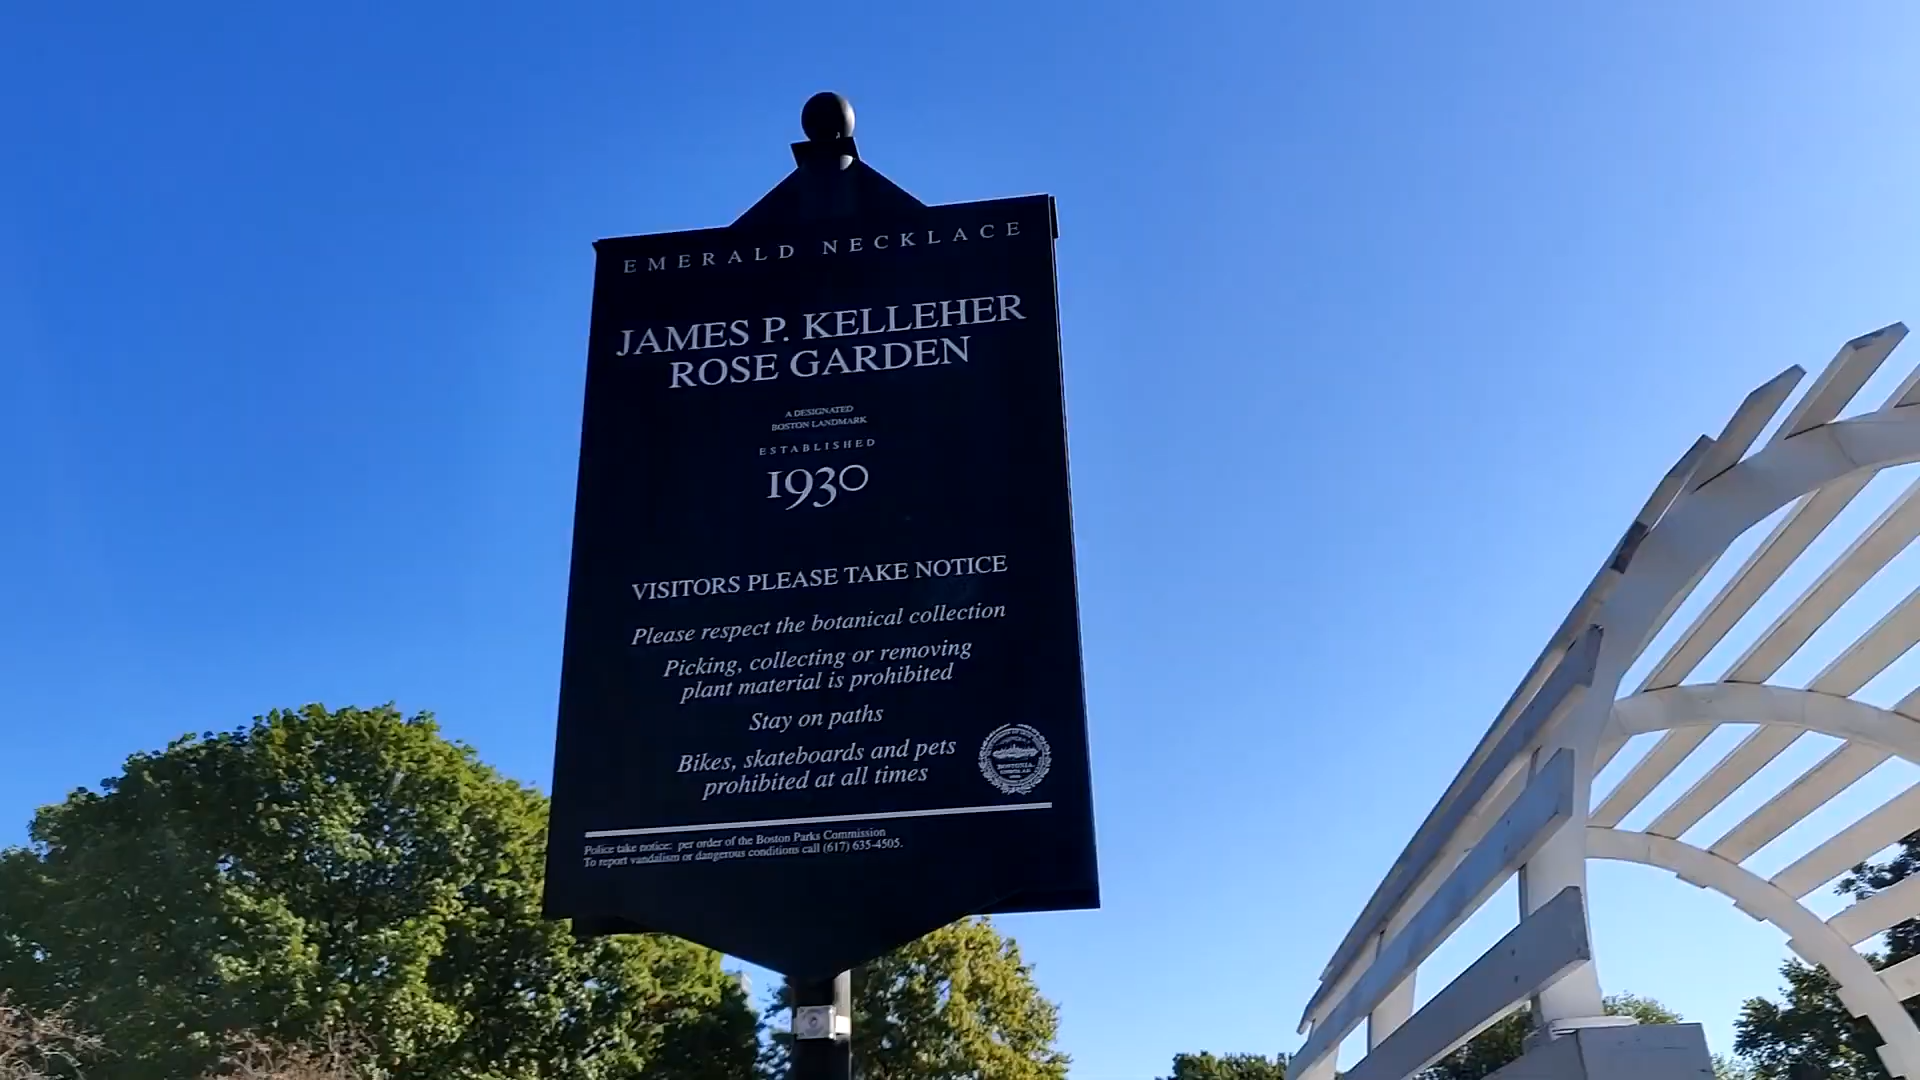 EMERALD NECKLACE
JAMES P. KELLEHER
ROSE GARDEN
A DESIGNATED
BOSTON LANDMARK
ESTABLISHED
1930
VISITORS PLEASE TAKE NOTICE
Please respect the botanical collection
Picking, collecting or removing
plant material is prohibited
Stay on paths
Bikes, skateboards and pets
prohibited at all times
BOSTONIA
Police take notice: per order of the Boston Parks Commission
To report vandalism or dangerous conditions call (617) 635-4505.